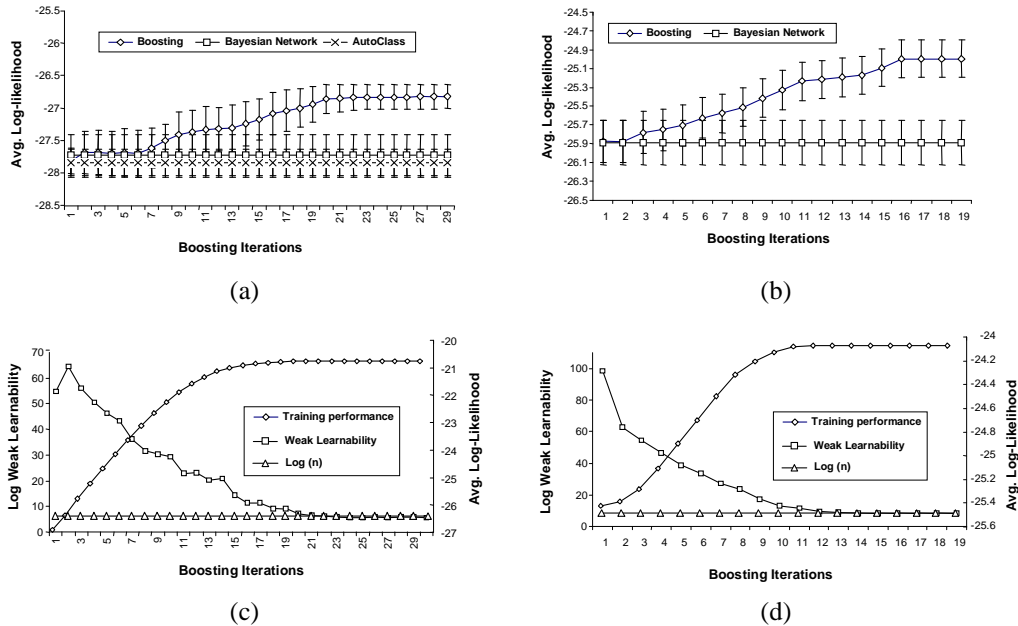 -25.5
-26
-26.5
-27
-27.5
-28
-28.5
Avg. Log-likelihood
Boosting
Bayesian Network
AutoClass
1 3 5 7 9 11 13 15 17 19 21 23 25 27 29
Boosting Iterations
(a)
-24.5
-24.7
-24.9
-25.1
-25.3
-25.5
-25.7
-25.9
-26.1
-26.3
-26.5
Avg. Log-likelihood
Boosting
Bayesian Network
1 2 3 4 5 6 7 8 9 10 11 12 13 14 15 16 17 18 19
Boosting Iterations
(b)
70
60
50
40
30
20
10
0
Log Weak Learnability
-20
-21
-22
-23
-24
-25
-26
-27
Avg. Log-Likelihood
Training performance
Weak Learnability
Log (n)
1 3 5 7 9 11 13 15 17 19 21 23 25 27 29
Boosting Iterations
(c)
100
80
60
40
20
0
Log Weak Learnability
-24
-24.2
-24.4
-24.6
-24.8
-25
-25.2
-25.4
-25.6
Avg. Log-Likelihood
Training performance
Weak Learnability
Log (n)
1 2 3 4 5 6 7 8 9 10 11 12 13 14 15 16 17 18 19
Boosting Iterations
(d)